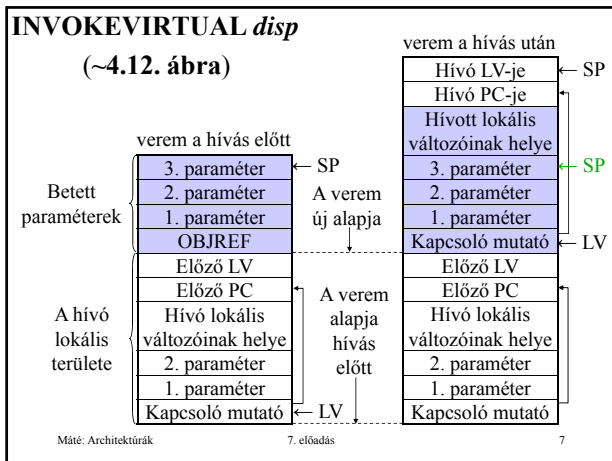 INVOKEVIRTUAL disp
(~4.12. ábra)
verem a hívás előtt
3. paraméter
2. paraméter
1. paraméter
OBJREF
Előző LV
Előző PC
Hívó lokális
változóinak helye
2. paraméter
1. paraméter
Kapcsoló mutató
Betett
paraméterek
A hívó
lokális
területe
SP
LV
A verem
új alapja
A verem
alapja
hívás
előtt
verem a hívás után
Hívó LV-je
Hívó PC-je
Hívott lokális
változóinak helye
3. paraméter
2. paraméter
1. paraméter
Kapcsoló mutató
Előző LV
Előző PC
Hívó lokális
változóinak helye
2. paraméter
1. paraméter
Kapcsoló mutató
SP
SP
LV
Máté: Architektúrák
7. előadás
7